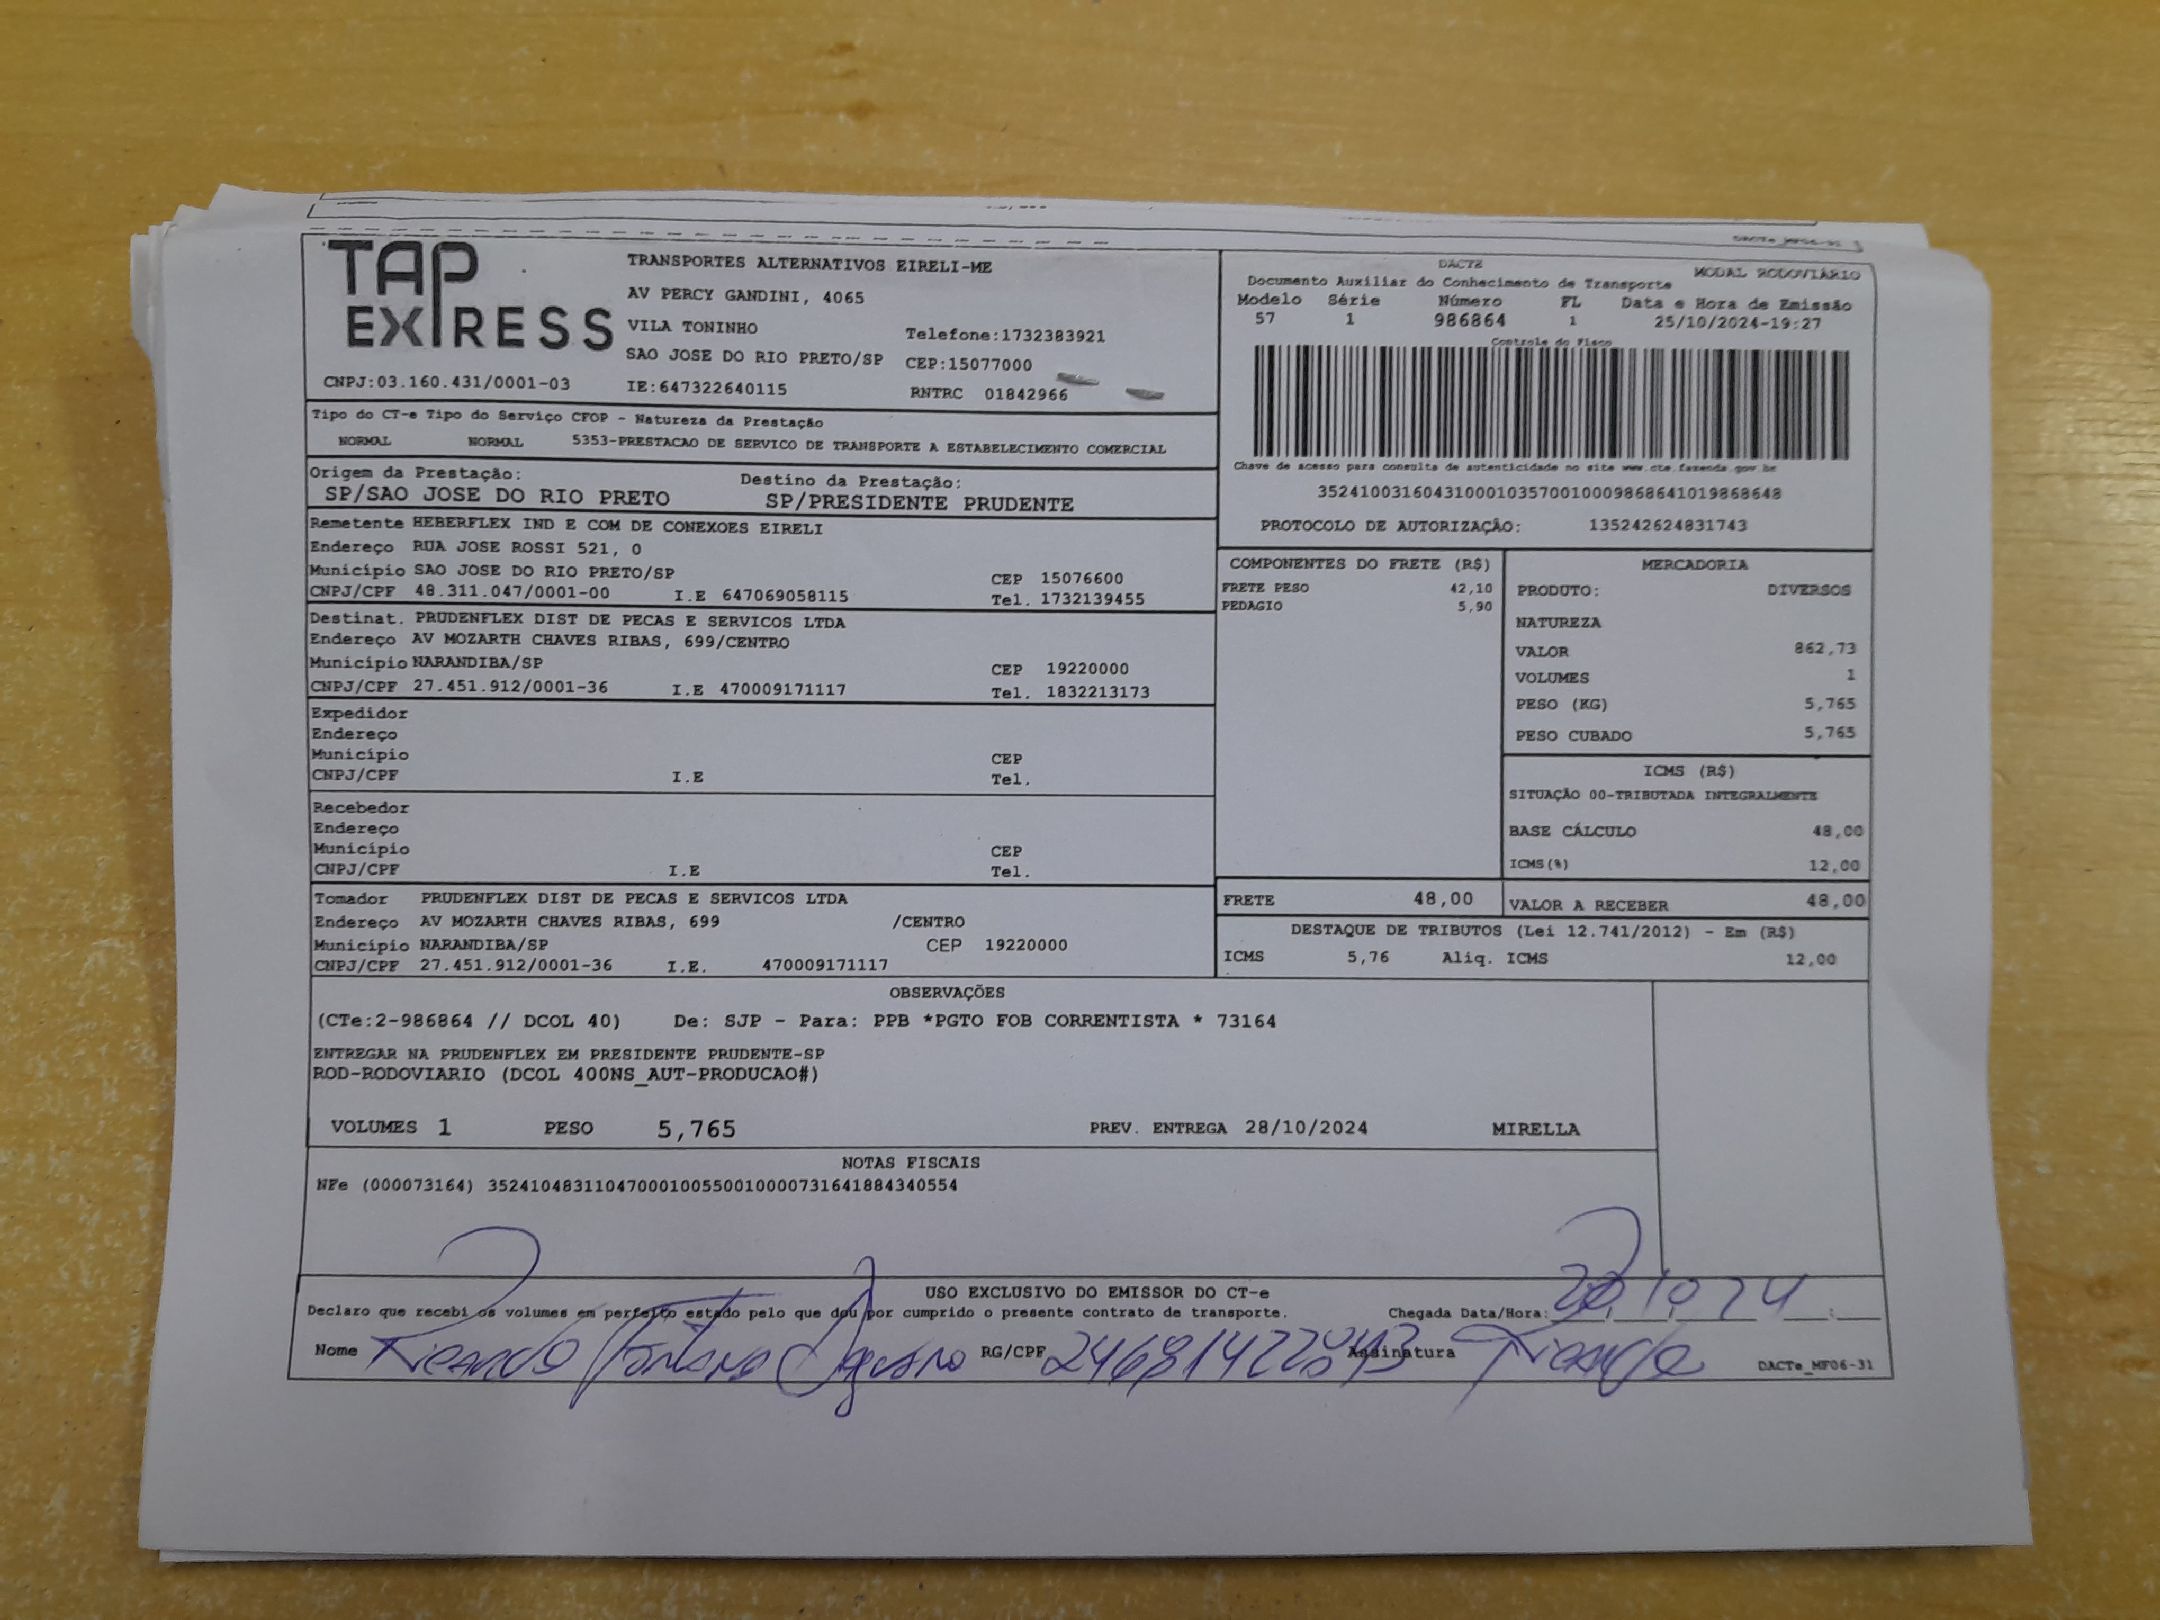 TAP
EXPRESS
CNPJ:03.160.431/0001-03
TRANSPORTES ALTERNATIVOS EIRELI-ME
AV PERCY GANDINI, 4065
VILA TONINHO Telefone:1732383921
SAO JOSE DO RIO PRETO/SP CEP:15077000
IE:647322640115 RNTRC 01842966
DACTE
MODAL RODOVIÁRIO
Documento Auxiliar do Conhecimento de Transporte
Modelo Série Número FL Data e Hora de Emissão
57 1 986864 1 25/10/2024-19:27
Controle do Fisco
Chave de acesso para consulta de autenticidade no site www.cte.fazenda.gov.br
35241003160431000103570010009868641019868648
PROTOCOLO DE AUTORIZAÇÃO: 135242624831743
Tipo do CT-e Tipo do Serviço CFOP - Natureza da Prestação
NORMAL NORMAL 5353-PRESTACAO DE SERVICO DE TRANSPORTE A ESTABELECIMENTO COMERCIAL
Origem da Prestação: Destino da Prestação:
SP/SAO JOSE DO RIO PRETO SP/PRESIDENTE PRUDENTE
Remetente HEBERFLEX IND E COM DE CONEXOES EIRELI
Endereço RUA JOSE ROSSI 521, 0
Município SAO JOSE DO RIO PRETO/SP CEP 15076600
CNPJ/CPF 48.311.047/0001-00 I.E 647069058115 Tel. 1732139455
Destinat. PRUDENFLEX DIST DE PECAS E SERVICOS LTDA
Endereço AV MOZARTH CHAVES RIBAS, 699/CENTRO
Município NARANDIBA/SP CEP 19220000
CNPJ/CPF 27.451.912/0001-36 I.E 470009171117 Tel. 1832213173
Expedidor
Endereço
Município CEP
CNPJ/CPF I.E Tel.
Recebedor
Endereço
Município CEP
CNPJ/CPF I.E Tel.
Tomador PRUDENFLEX DIST DE PECAS E SERVICOS LTDA
Endereço AV MOZARTH CHAVES RIBAS, 699 /CENTRO
Município NARANDIBA/SP CEP 19220000
CNPJ/CPF 27.451.912/0001-36 I.E. 470009171117
COMPONENTES DO FRETE (R$)
FRETE PESO 42,10
PEDAGIO 5,90
MERCADORIA
PRODUTO: DIVERSOS
NATUREZA
VALOR 862,73
VOLUMES 1
PESO (KG) 5,765
PESO CUBADO 5,765
ICMS (R$)
SITUAÇÃO 00-TRIBUTADA INTEGRALMENTE
BASE CÁLCULO 48,00
ICMS(%) 12,00
FRETE 48,00 VALOR A RECEBER 48,00
DESTAQUE DE TRIBUTOS (Lei 12.741/2012) - Em (R$)
ICMS 5,76 Aliq. ICMS 12,00
OBSERVAÇÕES
(CTe:2-986864 // DCOL 40) De: SJP - Para: PPB *PGTO FOB CORRENTISTA * 73164
ENTREGAR NA PRUDENFLEX EM PRESIDENTE PRUDENTE-SP
ROD-RODOVIARIO (DCOL 400NS_AUT-PRODUCAO#)
VOLUMES 1 PESO 5,765 PREV. ENTREGA 28/10/2024 MIRELLA
NOTAS FISCAIS
NFe (000073164) 35241048311047000100550010000731641884340554
USO EXCLUSIVO DO EMISSOR DO CT-e
Declaro que recebi os volumes em perfeito estado pelo que dou por cumprido o presente contrato de transporte. Chegada Data/Hora:
Nome RG/CPF Assinatura
DACTe_MF06-31